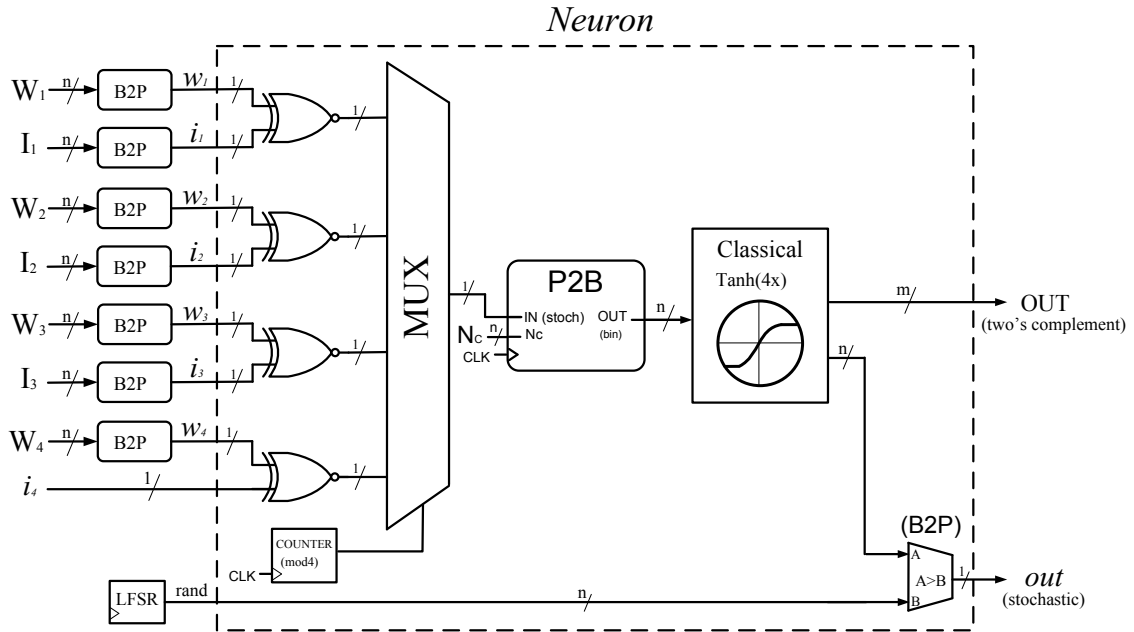 Neuron
W1 n B2P w1 1
I1 n B2P i1 1
1
W2 n B2P w2 1
I2 n B2P i2 1
1
W3 n B2P w3 1
I3 n B2P i3 1
1
W4 n B2P w4 1
i4 1
1
MUX
1
P2B
IN (stoch) OUT
(bin)
Nc n Nc
CLK
n
Classical
Tanh(4x)
m
OUT
(two's complement)
n
COUNTER
(mod4)
CLK
LFSR rand n
(B2P)
A
A>B
B
1
out
(stochastic)